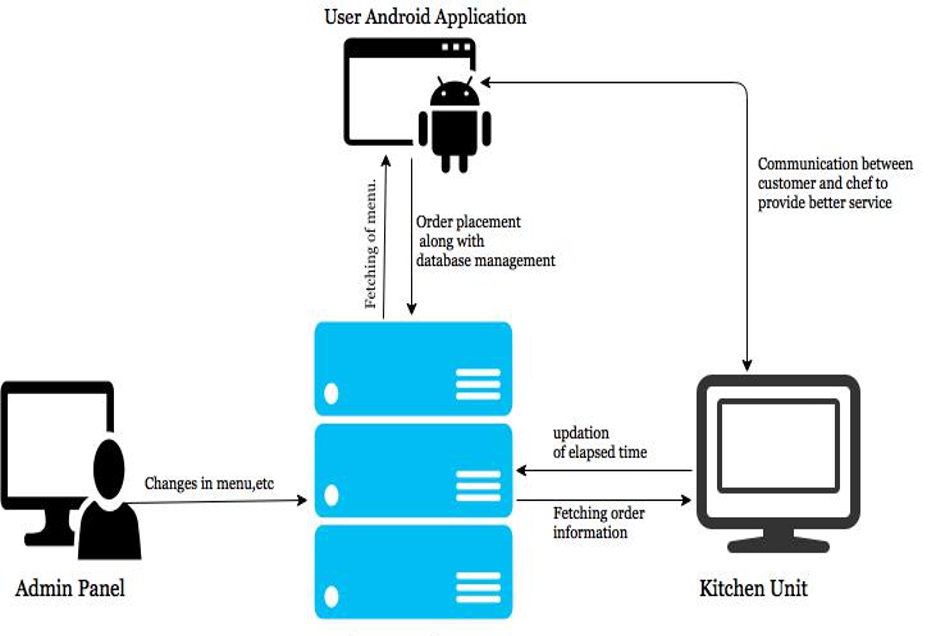 User Android Application
Communication between
customer and chef to
provide better service
Fetching of menu.
Order placement
along with
database management
updation
of elapsed time
Changes in menu,etc
Fetching order
information
Admin Panel
Kitchen Unit